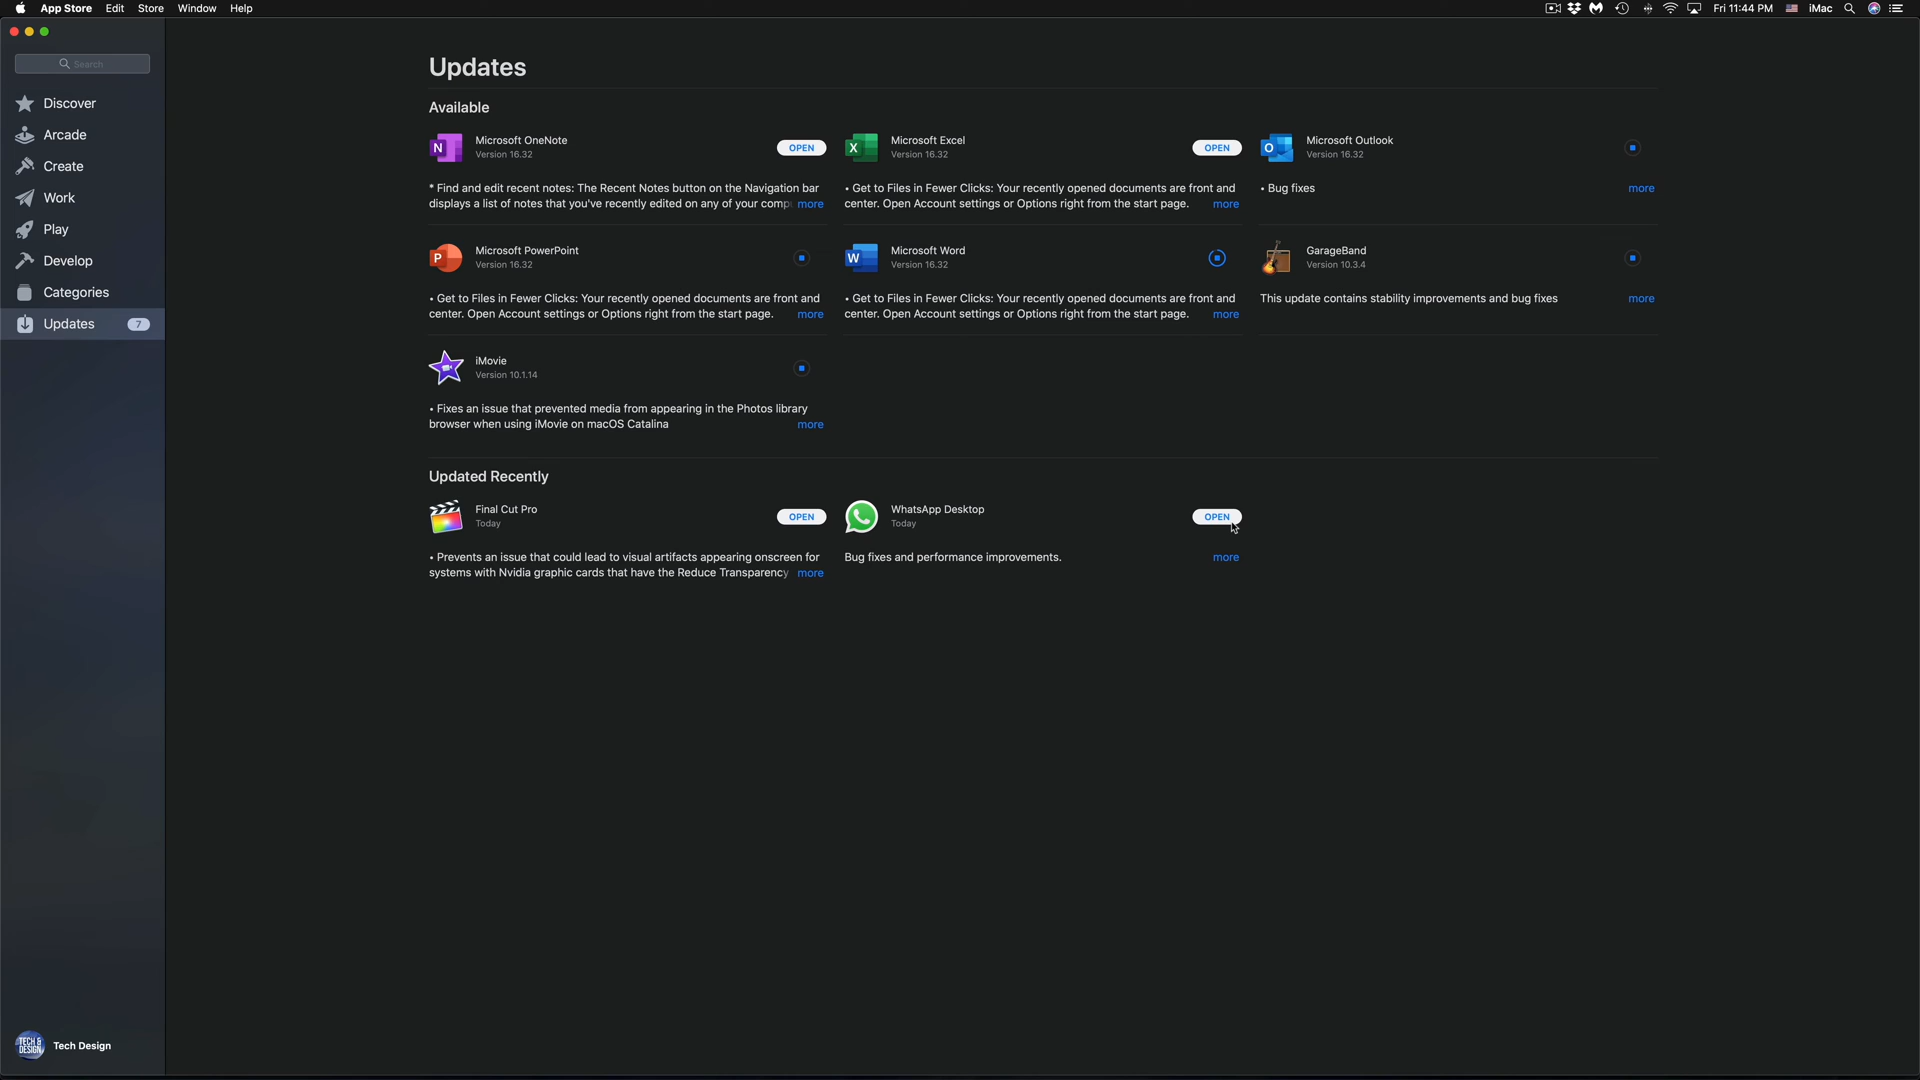 App Store Edit Store Window Help Fri 11:44 PM iMac
Search
Discover
Arcade
Create
Work
Play
Develop
Categories
Updates 7
Updates
Available
Microsoft OneNote
Version 16.32
OPEN
* Find and edit recent notes: The Recent Notes button on the Navigation bar
displays a list of notes that you've recently edited on any of your comp more
Microsoft Excel
Version 16.32
OPEN
• Get to Files in Fewer Clicks: Your recently opened documents are front and
center. Open Account settings or Options right from the start page. more
Microsoft Outlook
Version 16.32
• Bug fixes more
Microsoft PowerPoint
Version 16.32
• Get to Files in Fewer Clicks: Your recently opened documents are front and
center. Open Account settings or Options right from the start page. more
Microsoft Word
Version 16.32
• Get to Files in Fewer Clicks: Your recently opened documents are front and
center. Open Account settings or Options right from the start page. more
GarageBand
Version 10.3.4
This update contains stability improvements and bug fixes more
iMovie
Version 10.1.14
• Fixes an issue that prevented media from appearing in the Photos library
browser when using iMovie on macOS Catalina more
Updated Recently
Final Cut Pro
Today
OPEN
• Prevents an issue that could lead to visual artifacts appearing onscreen for
systems with Nvidia graphic cards that have the Reduce Transparency more
WhatsApp Desktop
Today
OPEN
Bug fixes and performance improvements. more
TECH &
DESIGN
Tech Design